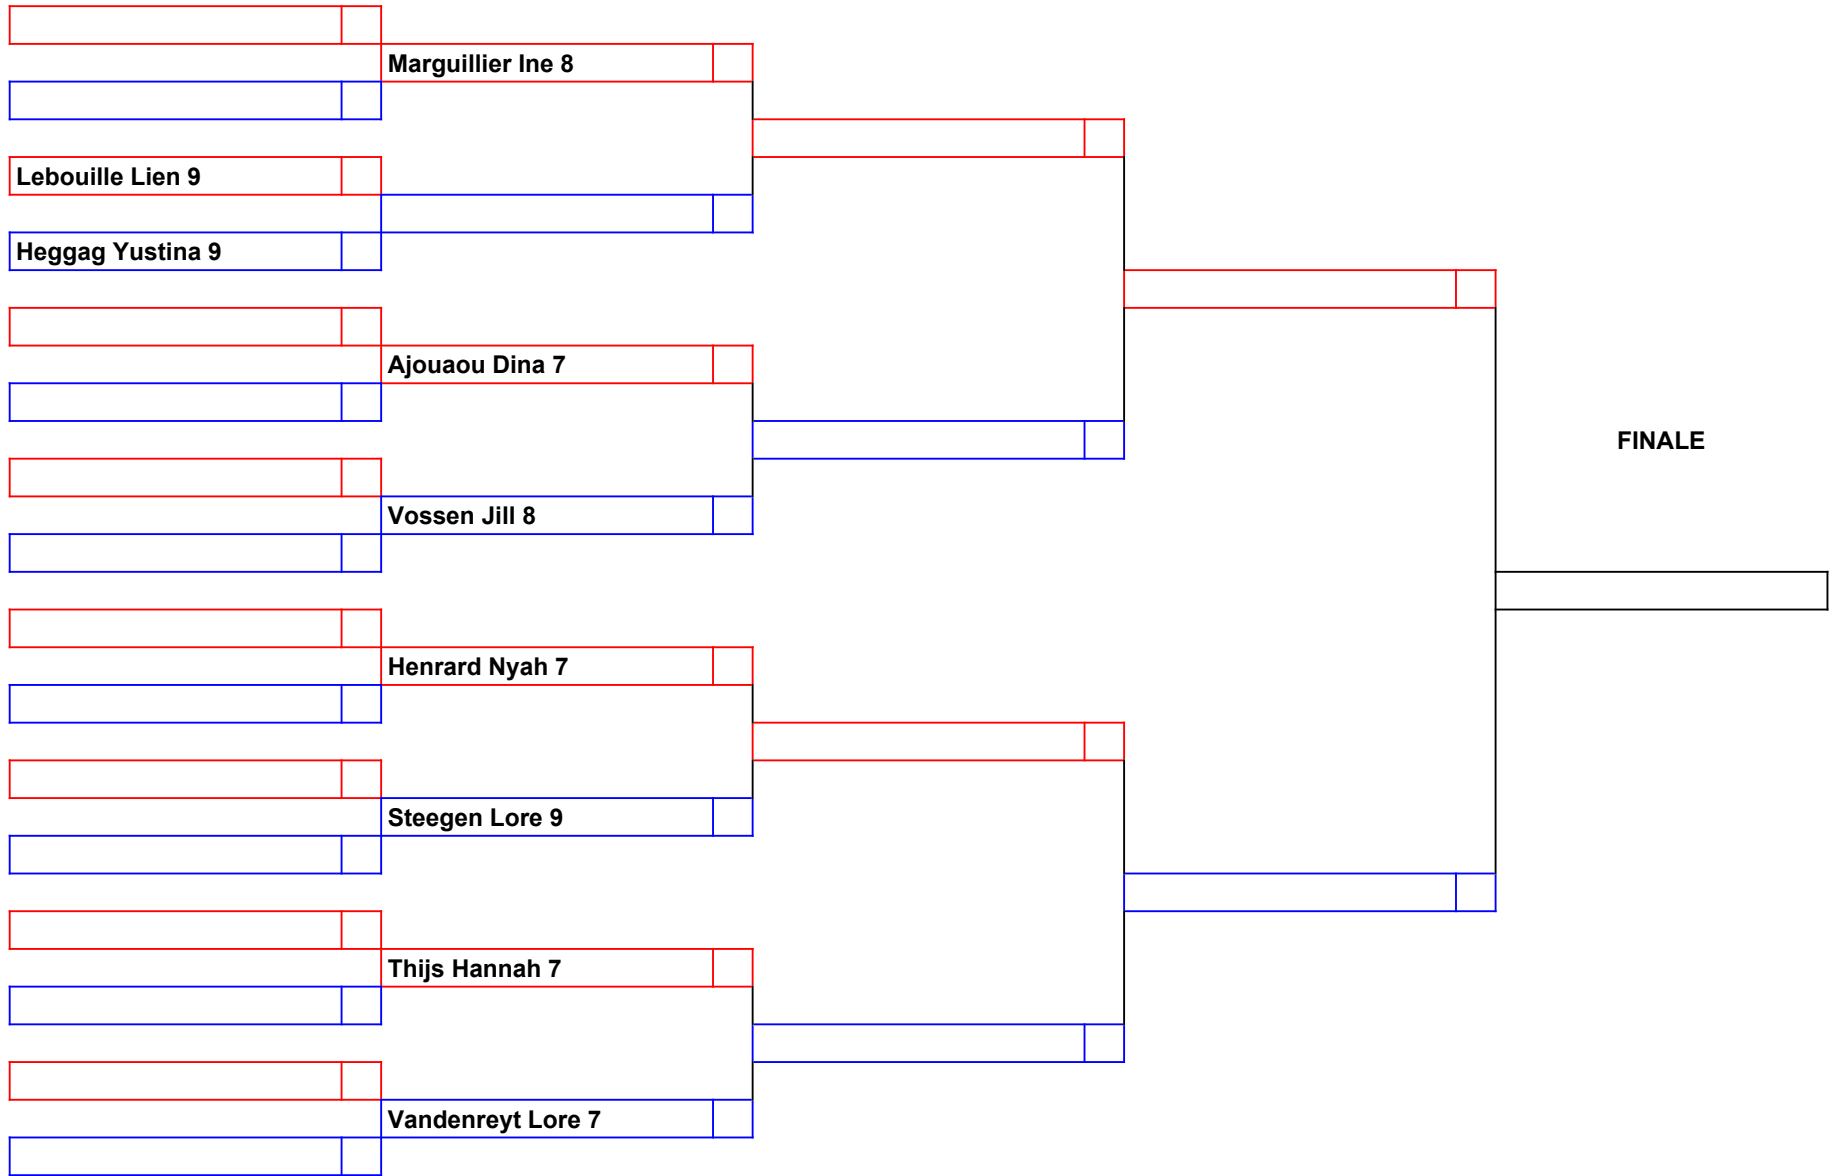 Marguillier Ine 8
Lebouille Lien 9
Heggag Yustina 9
Ajouaou Dina 7
FINALE
Vossen Jill 8
Henrard Nyah 7
Steegen Lore 9
Thijs Hannah 7
Vandenreyt Lore 7